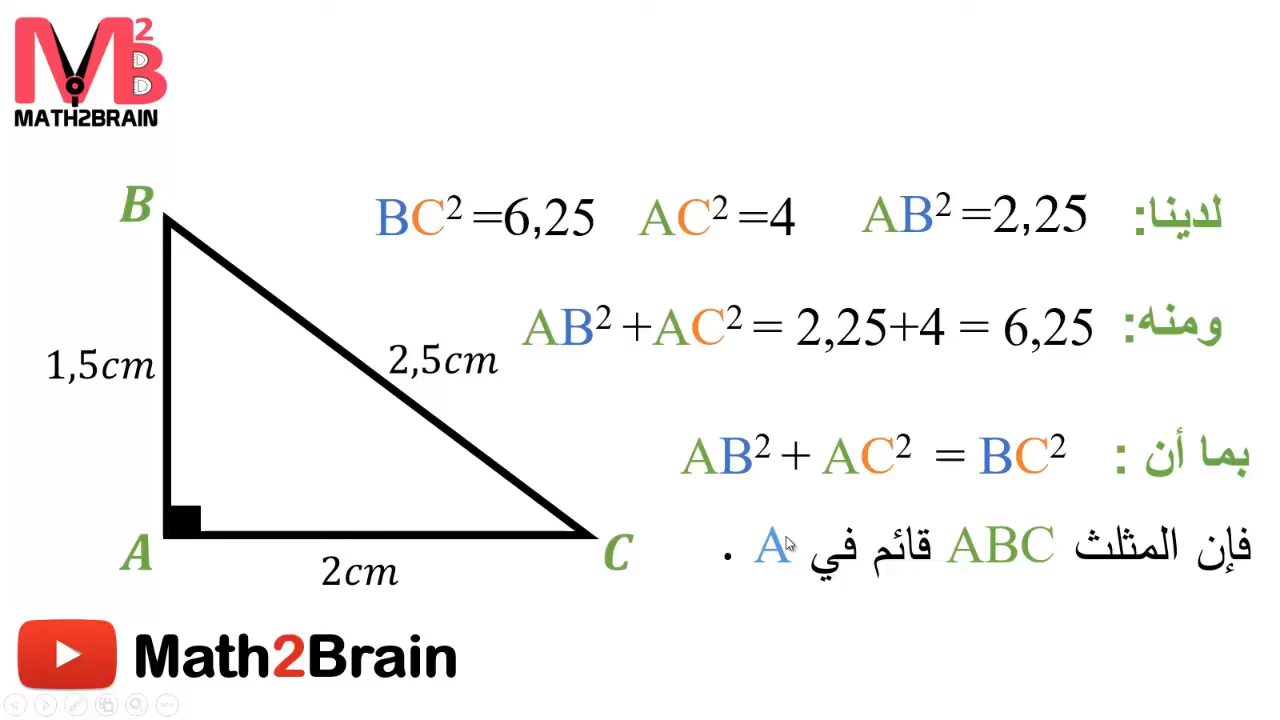 M2B
MATH2BRAIN
لدينا: AB² =2,25 AC² =4 BC² =6,25
ومنه: AB² +AC² = 2,25+4 = 6,25
بما أن : AB² + AC² = BC²
فإن المثلث ABC قائم في A .
B
1,5cm
2,5cm
A
2cm
C
Math2Brain